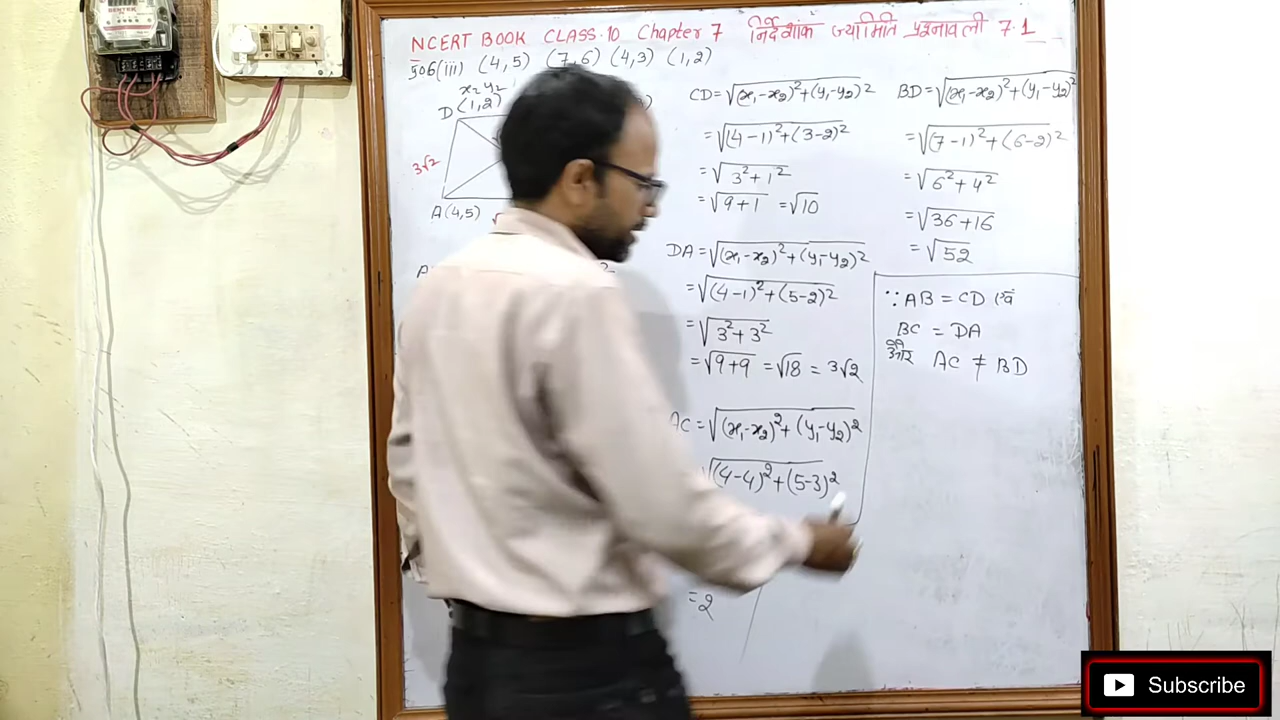 NCERT BOOK CLASS.10 Chapter 7 निर्देशांक ज्यामिति प्रश्नावली 7.1
प्र06(iii) (4,5) (7,6) (4,3) (1,2)
x₂ y₂
D (1,2)
3√2
A(4,5)
CD=√(x₁-x₂)²+(y₁-y₂)²
=√(4-1)²+(3-2)²
=√3²+1²
=√9+1 =√10
DA=√(x₁-x₂)²+(y₁-y₂)²
=√(4-1)²+(5-2)²
=√3²+3²
=√9+9 =√18 = 3√2
AC=√(x₁-x₂)²+(y₁-y₂)²
√(4-4)²+(5-3)²
=2
BD=√(x₁-x₂)²+(y₁-y₂)²
=√(7-1)²+(6-2)²
=√6²+4²
=√36+16
=√52
∵ AB = CD एवं
BC = DA
और AC ≠ BD
Subscribe